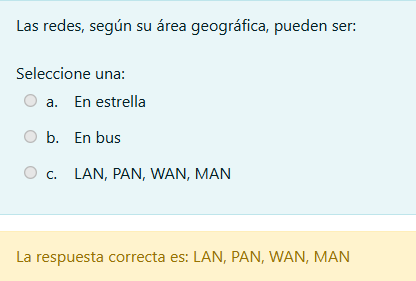 Las redes, según su área geográfica, pueden ser:
Seleccione una:
a. En estrella
b. En bus
c. LAN, PAN, WAN, MAN
La respuesta correcta es: LAN, PAN, WAN, MAN